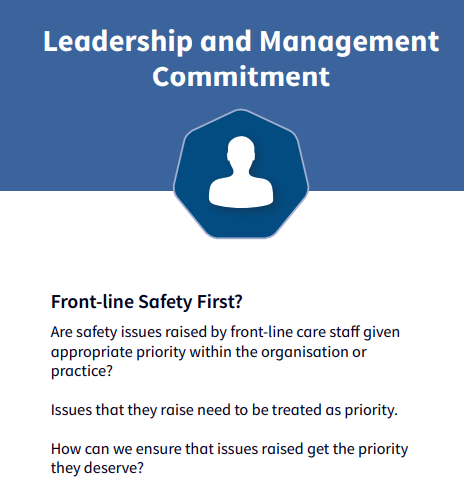 Leadership and Management
Commitment
Front-line Safety First?
Are safety issues raised by front-line care staff given
appropriate priority within the organisation or
practice?
Issues that they raise need to be treated as priority.
How can we ensure that issues raised get the priority
they deserve?